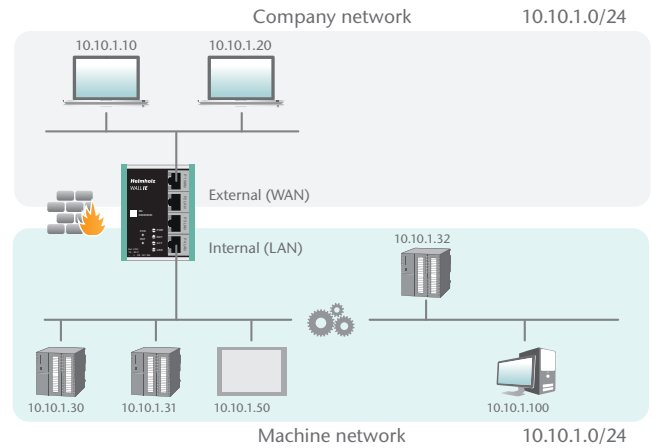 Company network 10.10.1.0/24
10.10.1.10 10.10.1.20
Helmholz
WALL IE
External (WAN)
Internal (LAN)
10.10.1.32
10.10.1.30 10.10.1.31 10.10.1.50 10.10.1.100
Machine network 10.10.1.0/24